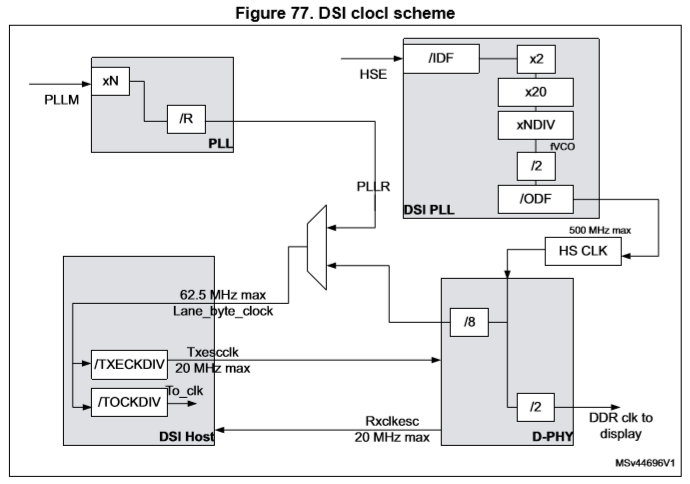 Figure 77. DSI clocl scheme
xN
PLLM
/R
PLL
HSE
/IDF
x2
x20
xNDIV
fVCO
/2
/ODF
DSI PLL
PLLR
500 MHz max
HS CLK
62.5 MHz max
Lane_byte_clock
/8
/TXECKDIV
Txescclk
20 MHz max
/TOCKDIV
To_clk
/2
DDR clk to
display
Rxclkesc
20 MHz max
DSI Host
D-PHY
MSv44696V1